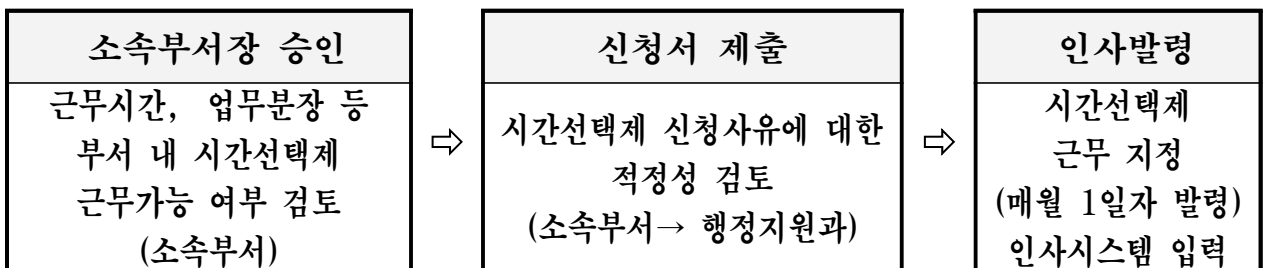 소속부서장 승인
근무시간, 업무분장 등
부서 내 시간선택제
근무가능 여부 검토
(소속부서)
⇨
신청서 제출
시간선택제 신청사유에 대한
적정성 검토
(소속부서→ 행정지원과)
⇨
인사발령
시간선택제
근무 지정
(매월 1일자 발령)
인사시스템 입력